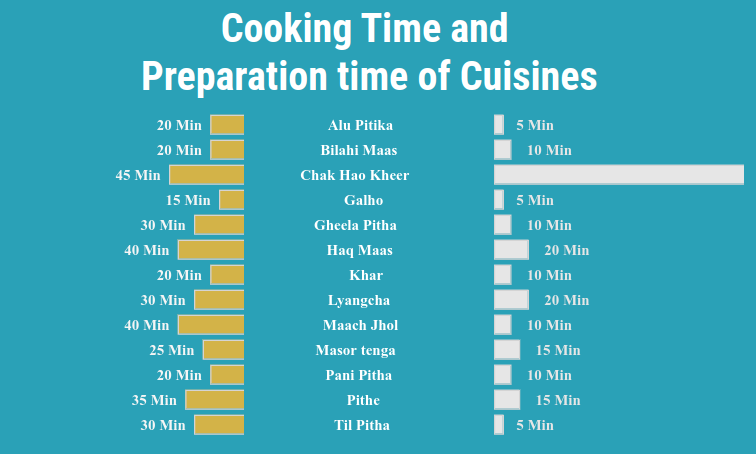 Cooking Time and
Preparation time of Cuisines
20 Min Alu Pitika 5 Min
20 Min Bilahi Maas 10 Min
45 Min Chak Hao Kheer
15 Min Galho 5 Min
30 Min Gheela Pitha 10 Min
40 Min Haq Maas 20 Min
20 Min Khar 10 Min
30 Min Lyangcha 20 Min
40 Min Maach Jhol 10 Min
25 Min Masor tenga 15 Min
20 Min Pani Pitha 10 Min
35 Min Pithe 15 Min
30 Min Til Pitha 5 Min